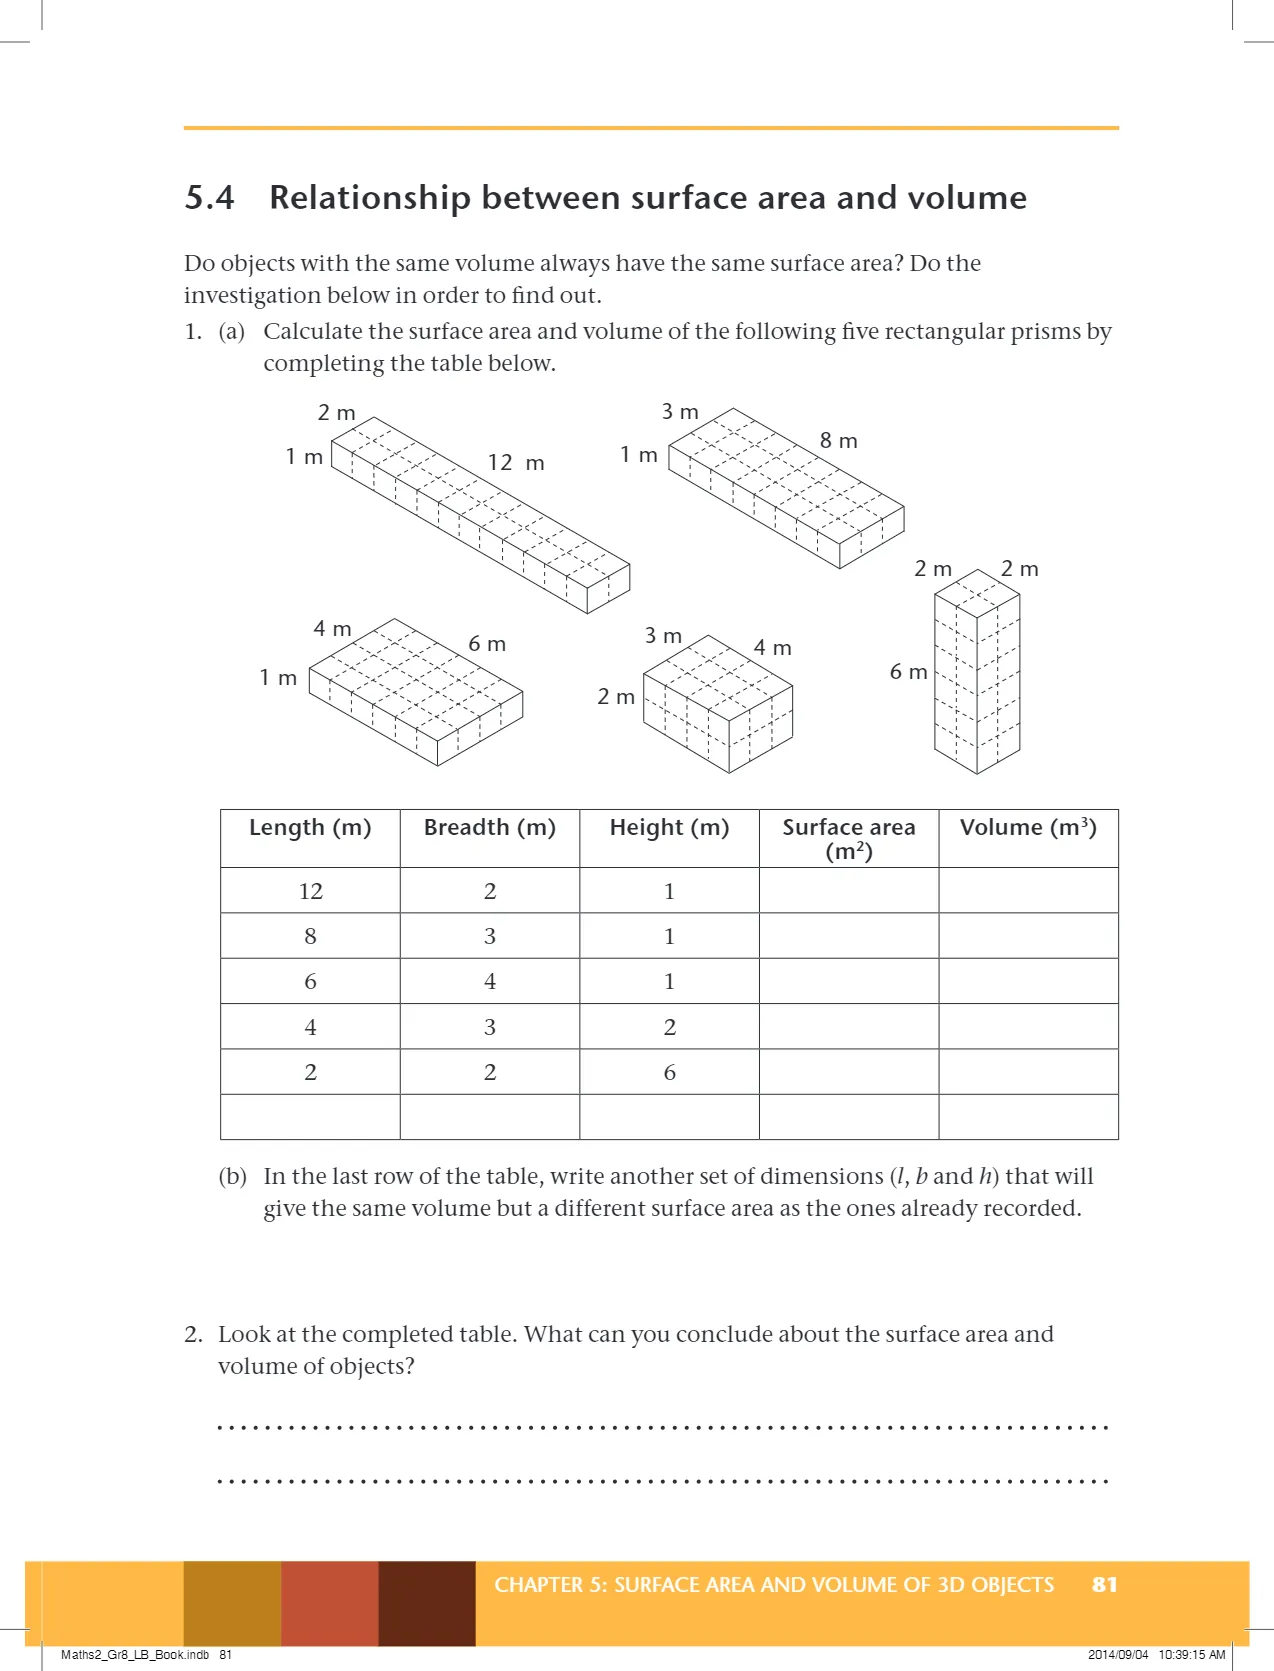 5.4 Relationship between surface area and volume
Do objects with the same volume always have the same surface area? Do the
investigation below in order to find out.
1. (a) Calculate the surface area and volume of the following five rectangular prisms by
completing the table below.
2 m
1 m
12 m
3 m
1 m
8 m
2 m 2 m
6 m
4 m
1 m
6 m
3 m
2 m
4 m
Length (m) Breadth (m) Height (m) Surface area Volume (m³)
(m²)
12 2 1
8 3 1
6 4 1
4 3 2
2 2 6
(b) In the last row of the table, write another set of dimensions (l, b and h) that will
give the same volume but a different surface area as the ones already recorded.
2. Look at the completed table. What can you conclude about the surface area and
volume of objects?
CHAPTER 5: SURFACE AREA AND VOLUME OF 3D OBJECTS 81
Maths2_Gr8_LB_Book.indb 81 2014/09/04 10:39:15 AM